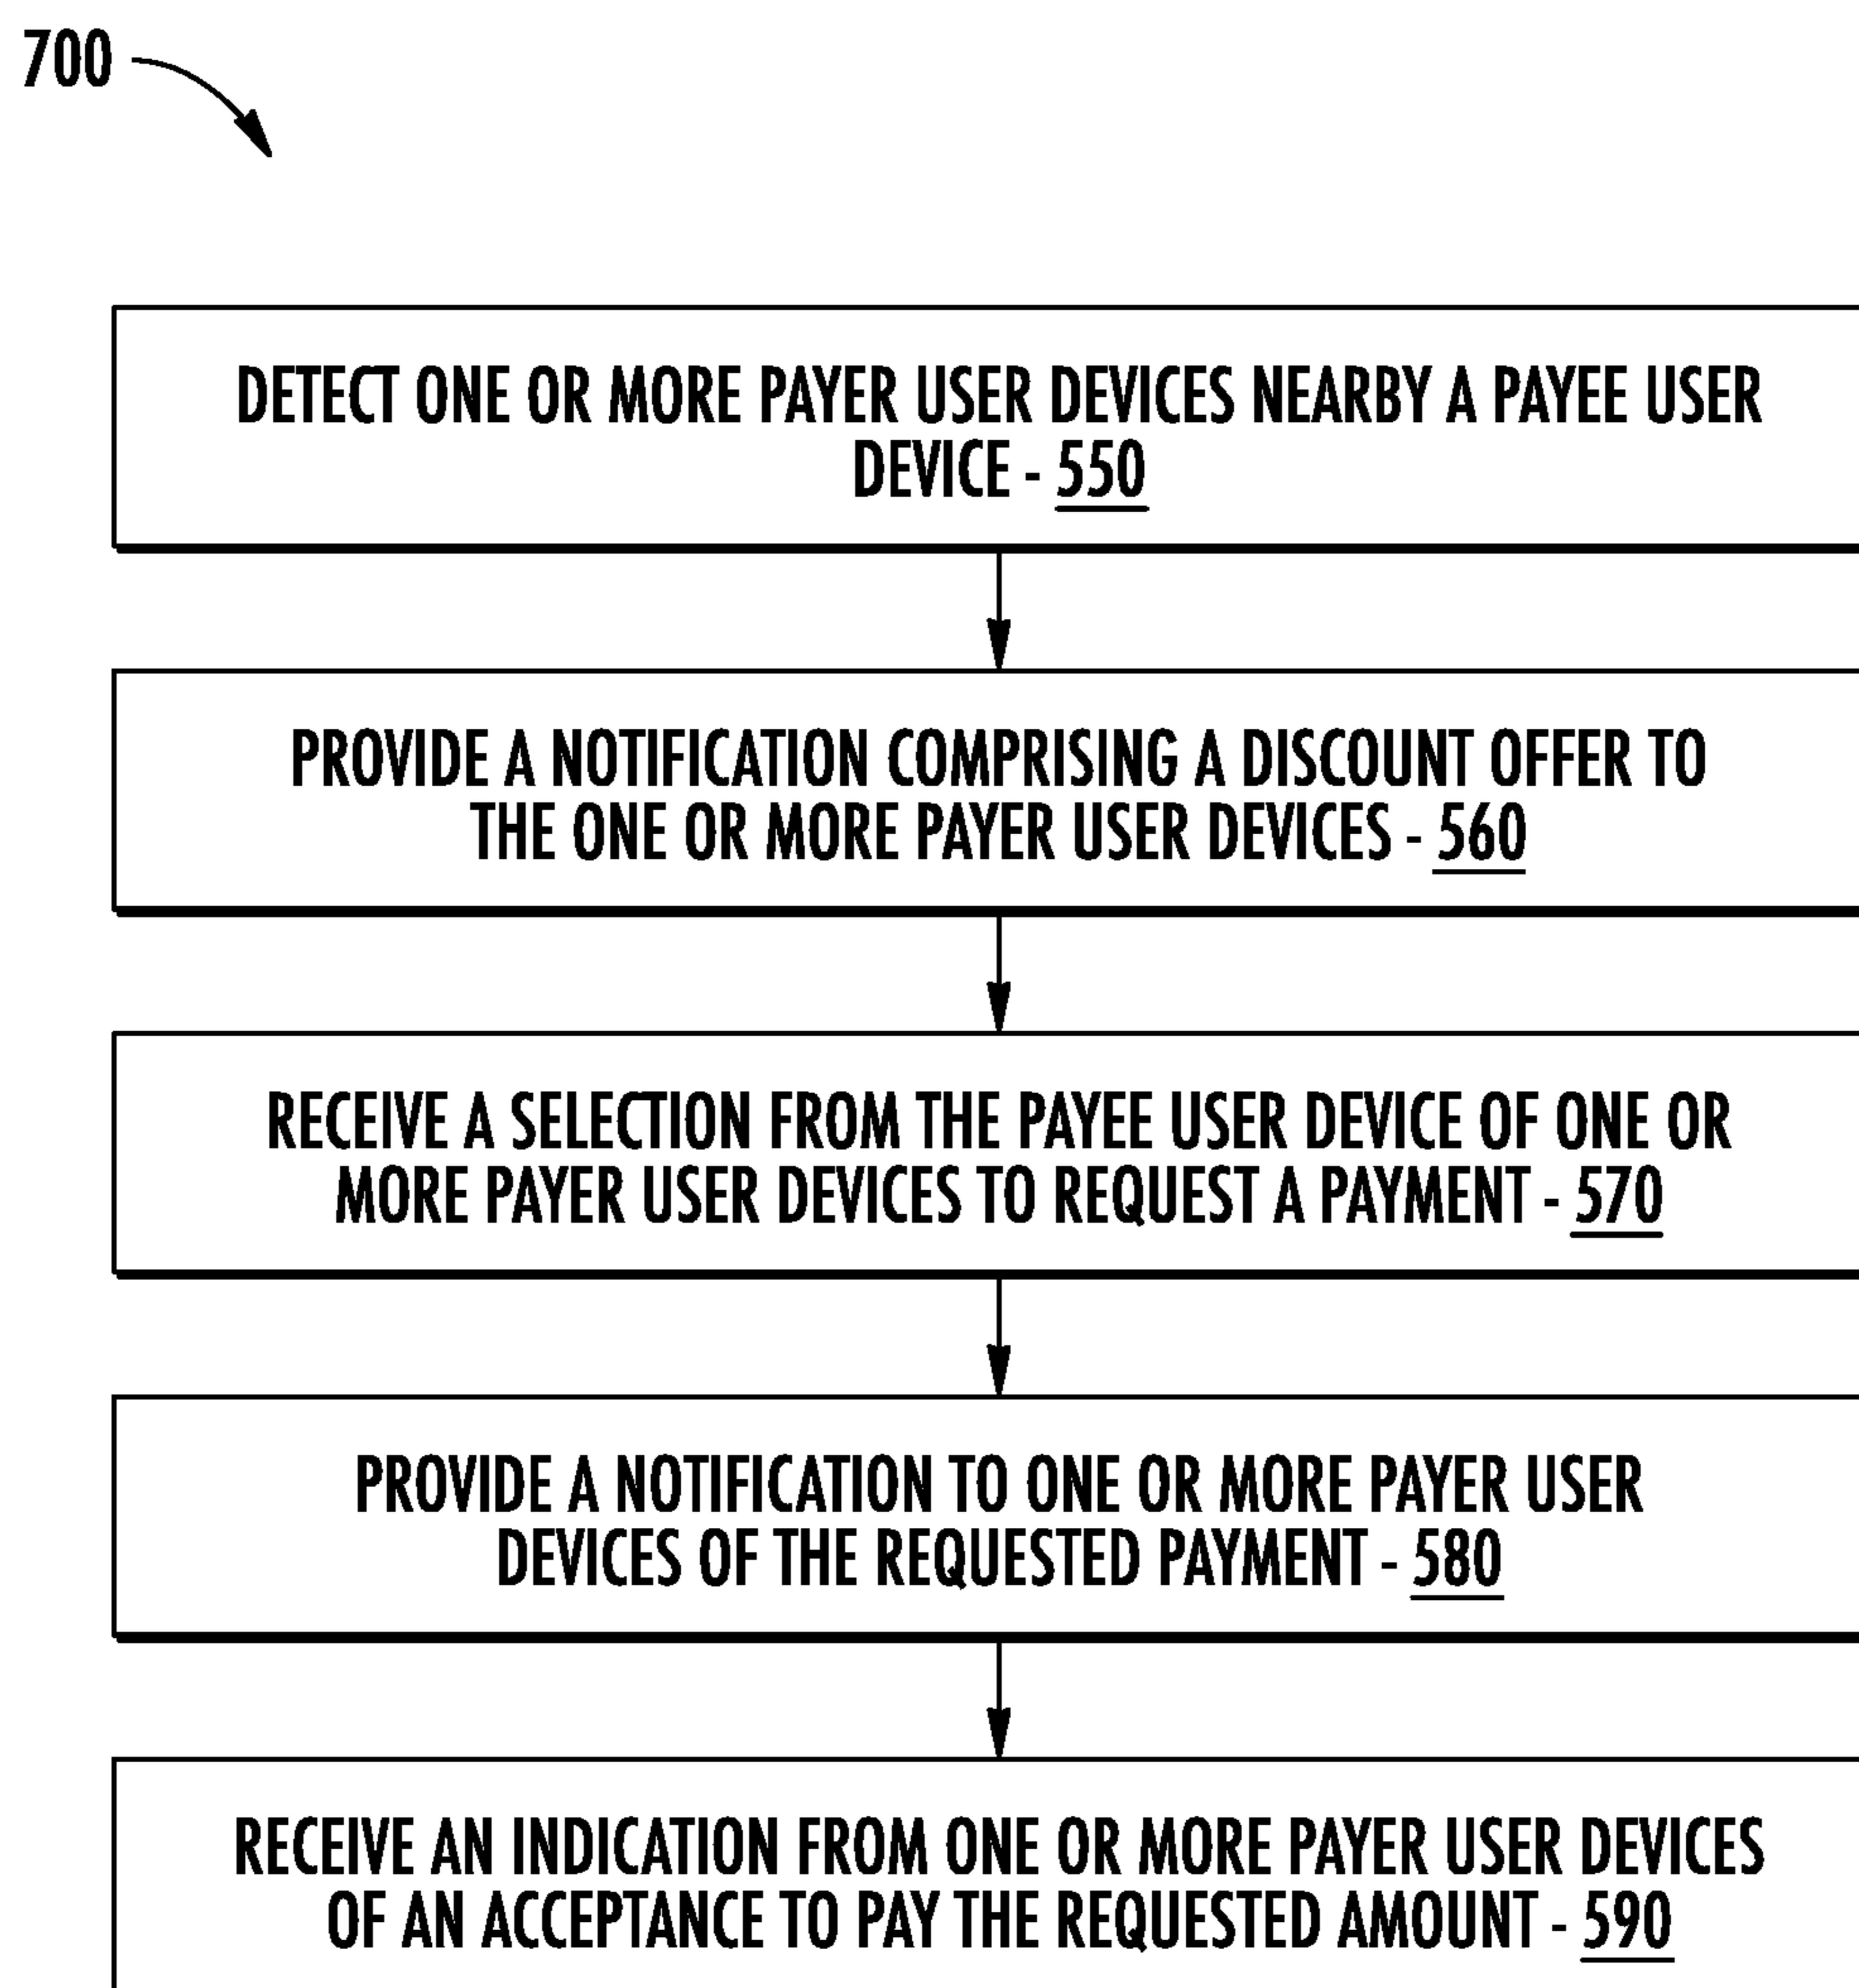 700
DETECT ONE OR MORE PAYER USER DEVICES NEARBY A PAYEE USER
DEVICE - 550
PROVIDE A NOTIFICATION COMPRISING A DISCOUNT OFFER TO
THE ONE OR MORE PAYER USER DEVICES - 560
RECEIVE A SELECTION FROM THE PAYEE USER DEVICE OF ONE OR
MORE PAYER USER DEVICES TO REQUEST A PAYMENT - 570
PROVIDE A NOTIFICATION TO ONE OR MORE PAYER USER
DEVICES OF THE REQUESTED PAYMENT - 580
RECEIVE AN INDICATION FROM ONE OR MORE PAYER USER DEVICES
OF AN ACCEPTANCE TO PAY THE REQUESTED AMOUNT - 590